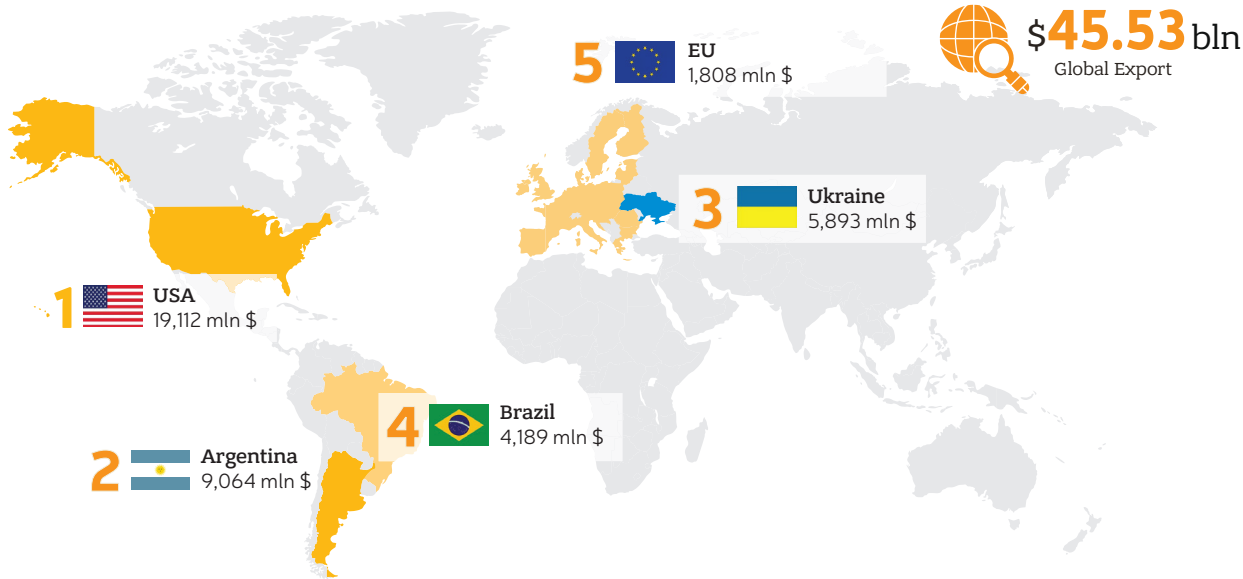 $45.53 bln
Global Export
5
EU
1,808 mln $
3
Ukraine
5,893 mln $
1
USA
19,112 mln $
4
Brazil
4,189 mln $
2
Argentina
9,064 mln $